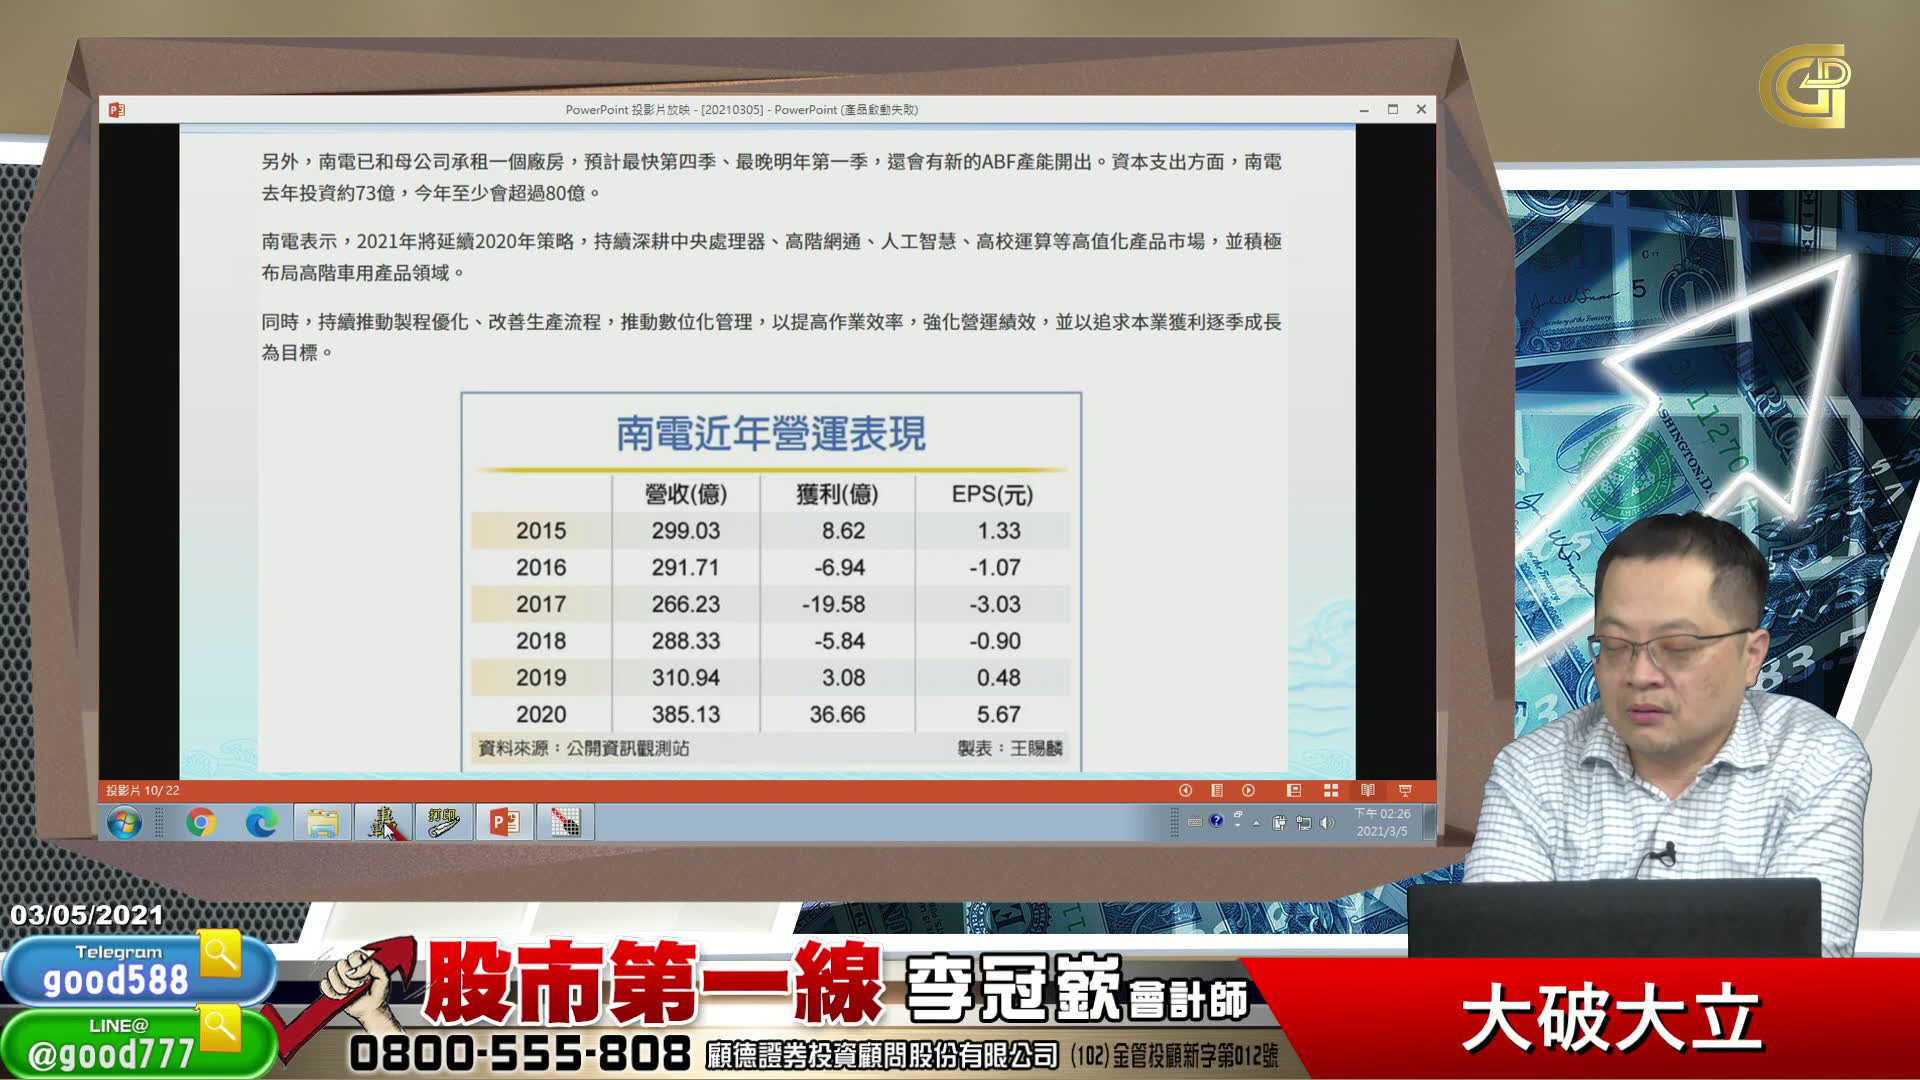 PowerPoint 投影片放映 - [20210305] - PowerPoint (產品啟動失敗)
另外，南電已和母公司承租一個廠房，預計最快第四季、最晚明年第一季，還會有新的ABF產能開出。資本支出方面，南電
去年投資約73億，今年至少會超過80億。
南電表示，2021年將延續2020年策略，持續深耕中央處理器、高階網通、人工智慧、高校運算等高值化產品市場，並積極
布局高階車用產品領域。
同時，持續推動製程優化、改善生產流程，推動數位化管理，以提高作業效率，強化營運績效，並以追求本業獲利逐季成長
為目標。
南電近年營運表現
營收(億) 獲利(億) EPS(元)
2015 299.03 8.62 1.33
2016 291.71 -6.94 -1.07
2017 266.23 -19.58 -3.03
2018 288.33 -5.84 -0.90
2019 310.94 3.08 0.48
2020 385.13 36.66 5.67
資料來源：公開資訊觀測站 製表：王賜麟
投影片 10/ 22
打印
下午 02:26
2021/3/5
03/05/2021
Telegram
good588
LINE@
@good777
股市第一線 李冠嶔 會計師
0800-555-808 顧德證券投資顧問股份有限公司 (102)金管投顧新字第012號
大破大立